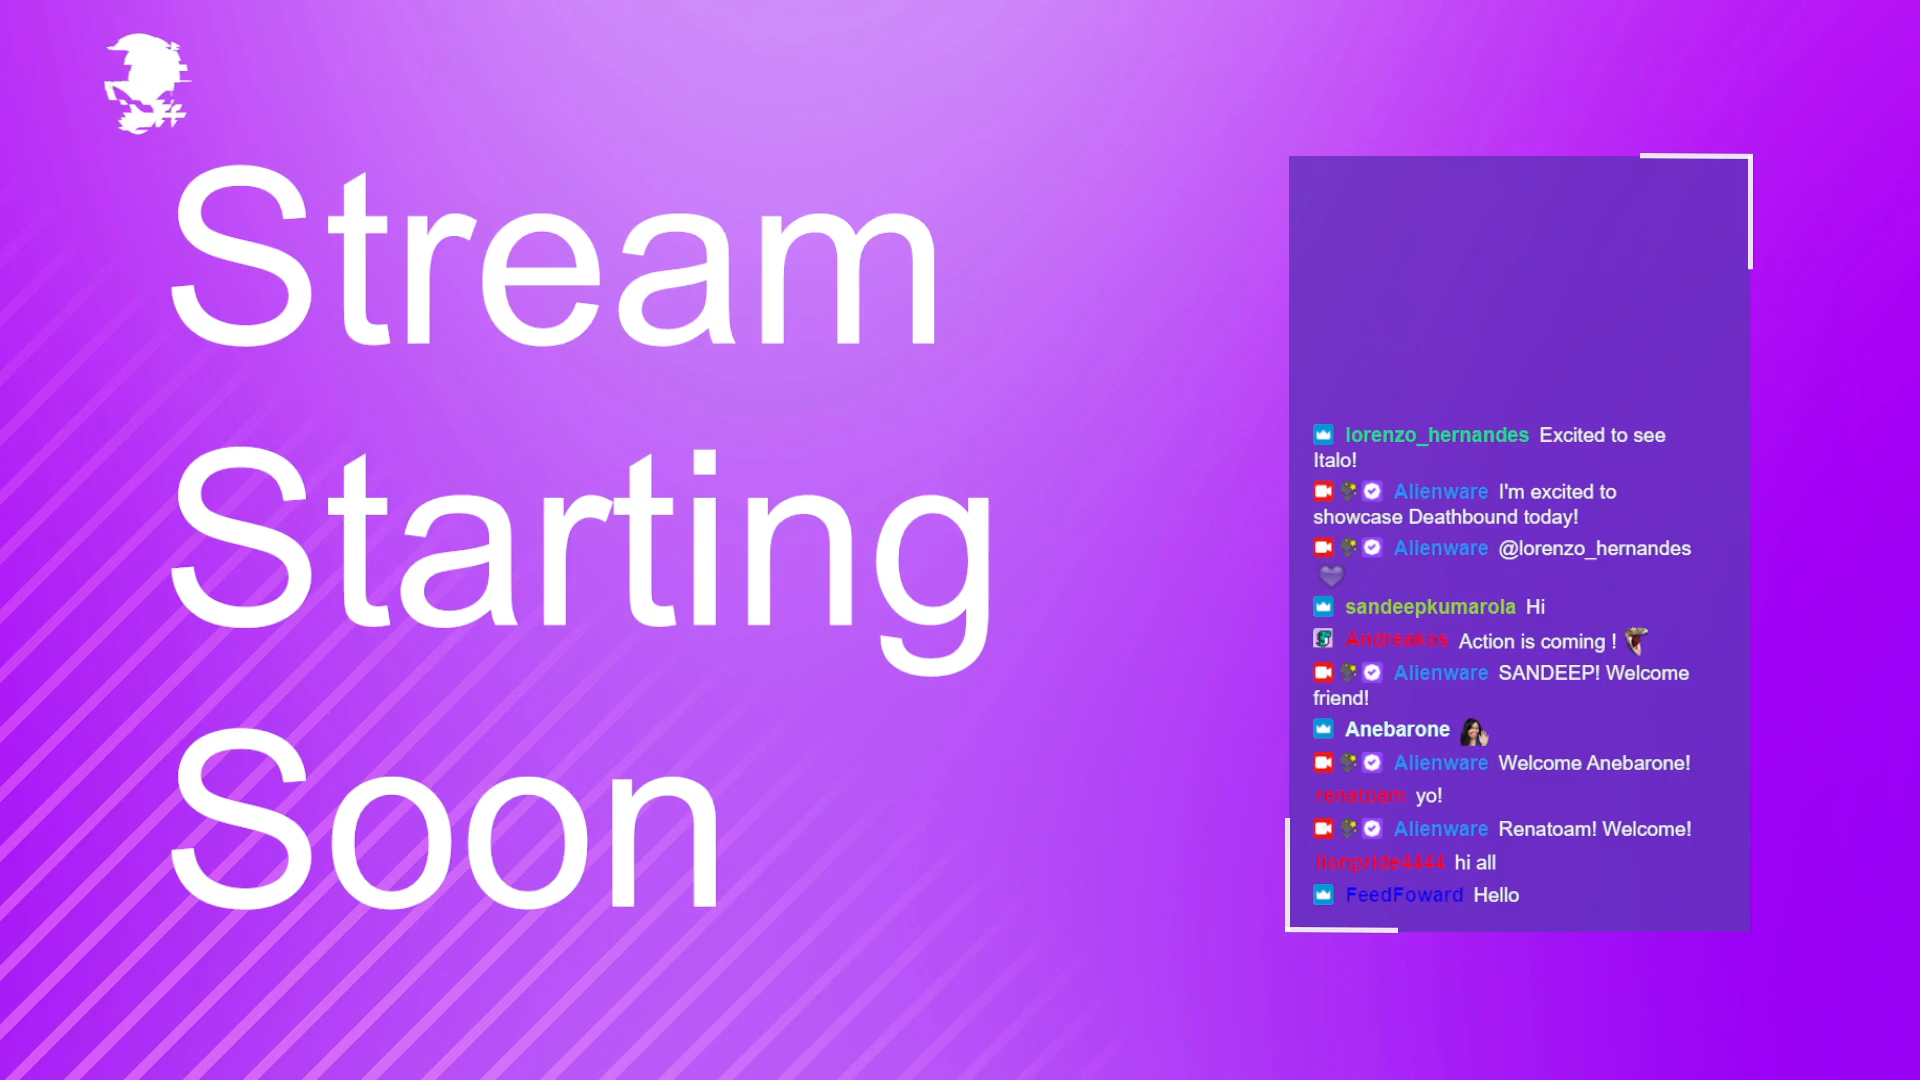 Stream
Starting
Soon
lorenzo_hernandes Excited to see
Italo!
Alienware I'm excited to
showcase Deathbound today!
Alienware @lorenzo_hernandes
sandeepkumarola Hi
Andreakos Action is coming !
Alienware SANDEEP! Welcome
friend!
Anebarone
Alienware Welcome Anebarone!
renatoam yo!
Alienware Renatoam! Welcome!
lionpride4444 hi all
FeedFoward Hello